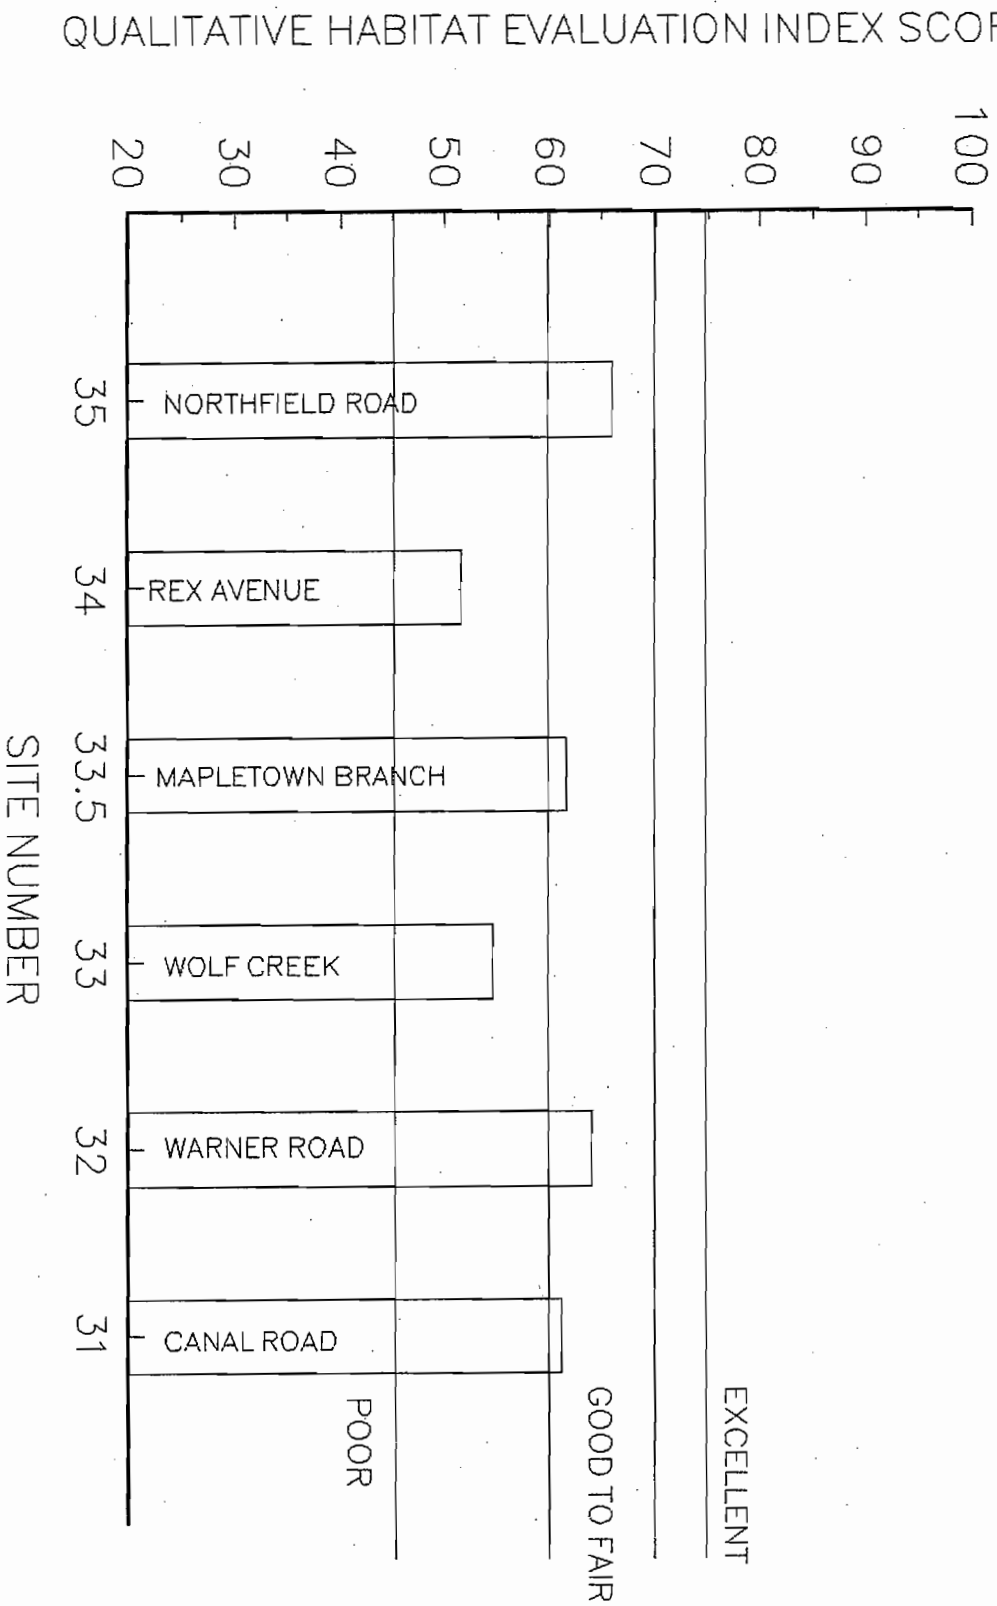 QUALITATIVE HABITAT EVALUATION INDEX
100
90
80
70
60
50
40
30
20
EXCELLENT
GOOD TO FAIR
POOR
NORTHFIELD ROAD
REX AVENUE
MAPLETOWN BRANCH
WOLF CREEK
WARNER ROAD
CANAL ROAD
35
34
33.5
33
32
31
SITE NUMBER